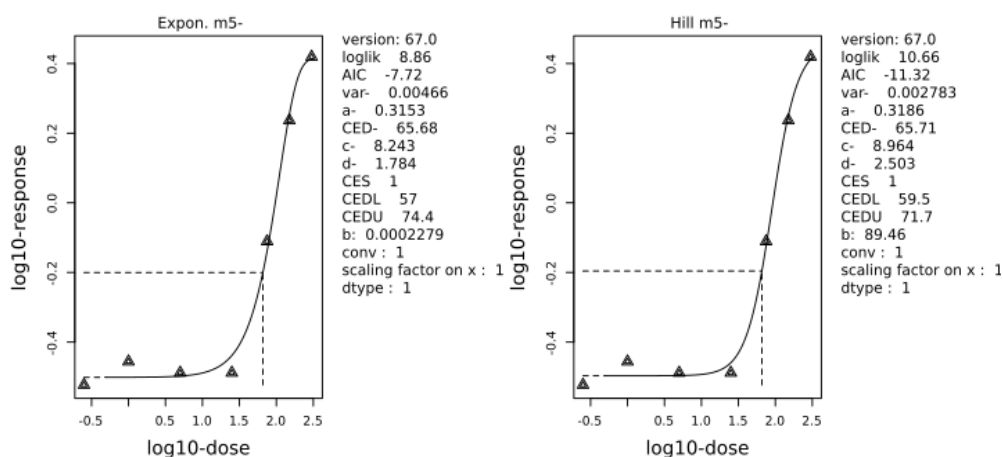 Expon. m5-
log10-response
0.4
0.2
0.0
-0.2
-0.4
-0.5 0.0 0.5 1.0 1.5 2.0 2.5
log10-dose
version: 67.0
loglik 8.86
AIC -7.72
var- 0.00466
a- 0.3153
CED- 65.68
c- 8.243
d- 1.784
CES 1
CEDL 57
CEDU 74.4
b: 0.0002279
conv : 1
scaling factor on x : 1
dtype : 1
Hill m5-
log10-response
0.4
0.2
0.0
-0.2
-0.4
-0.5 0.0 0.5 1.0 1.5 2.0 2.5
log10-dose
version: 67.0
loglik 10.66
AIC -11.32
var- 0.002783
a- 0.3186
CED- 65.71
c- 8.964
d- 2.503
CES 1
CEDL 59.5
CEDU 71.7
b: 89.46
conv : 1
scaling factor on x : 1
dtype : 1